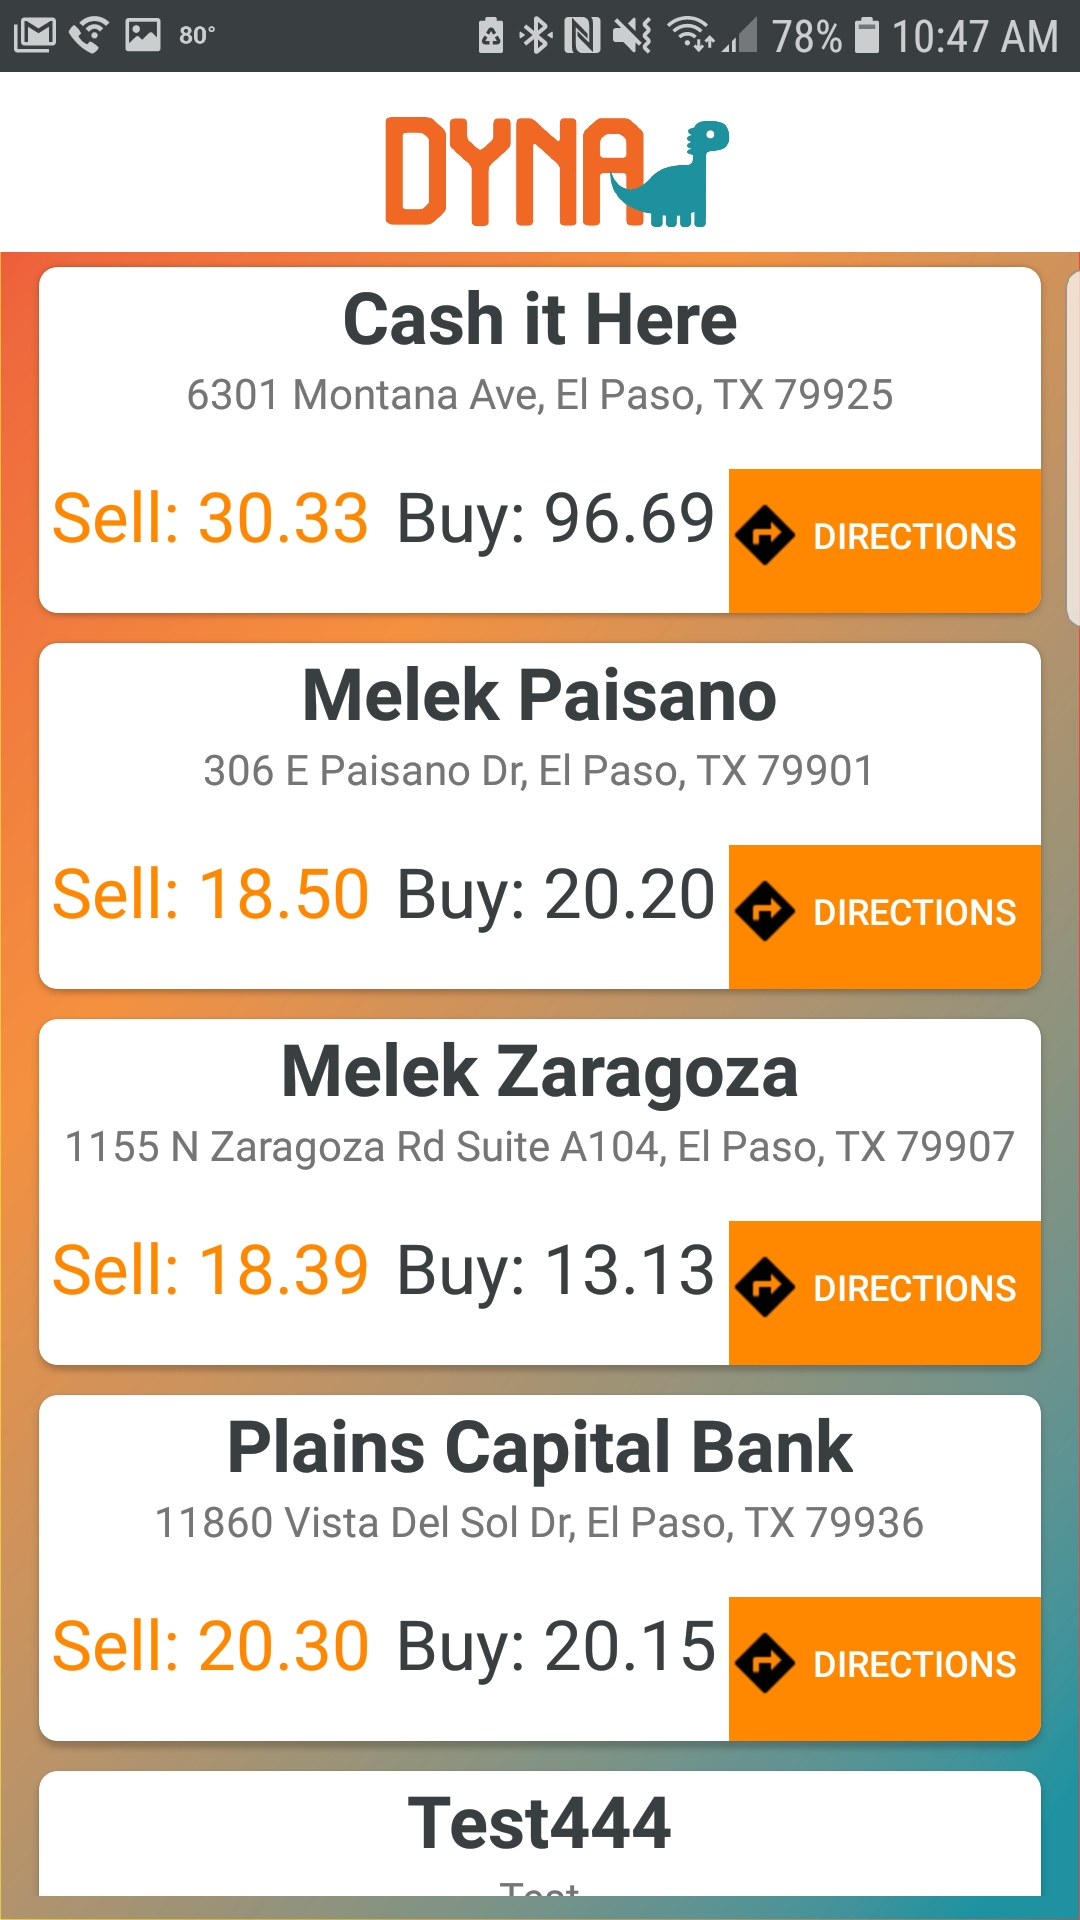 80° 78% 10:47 AM
DYNA
Cash it Here
6301 Montana Ave, El Paso, TX 79925
Sell: 30.33 Buy: 96.69 DIRECTIONS
Melek Paisano
306 E Paisano Dr, El Paso, TX 79901
Sell: 18.50 Buy: 20.20 DIRECTIONS
Melek Zaragoza
1155 N Zaragoza Rd Suite A104, El Paso, TX 79907
Sell: 18.39 Buy: 13.13 DIRECTIONS
Plains Capital Bank
11860 Vista Del Sol Dr, El Paso, TX 79936
Sell: 20.30 Buy: 20.15 DIRECTIONS
Test444
Test